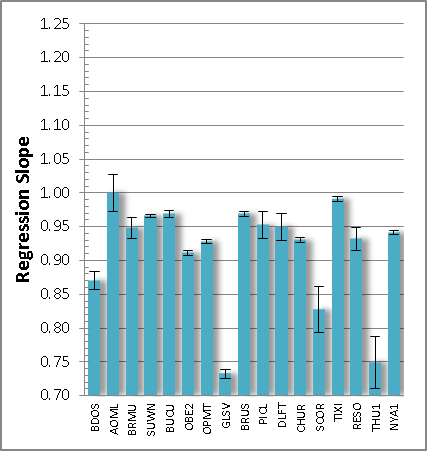 1.25
1.20
1.15
1.10
1.05
1.00
0.95
0.90
0.85
0.80
0.75
0.70
Regression Slope
BDOS
AOML
BRMU
SUWN
BUCU
OBE2
OPMT
GLSV
BRUS
PICL
DLFT
CHUR
SCOR
TIXI
RESO
THU1
NYA1